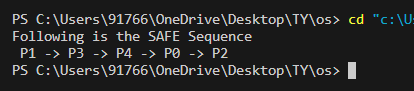 PS C:\Users\91766\OneDrive\Desktop\TY\os> cd "c:\U
Following is the SAFE Sequence
P1 -> P3 -> P4 -> P0 -> P2
PS C:\Users\91766\OneDrive\Desktop\TY\os>